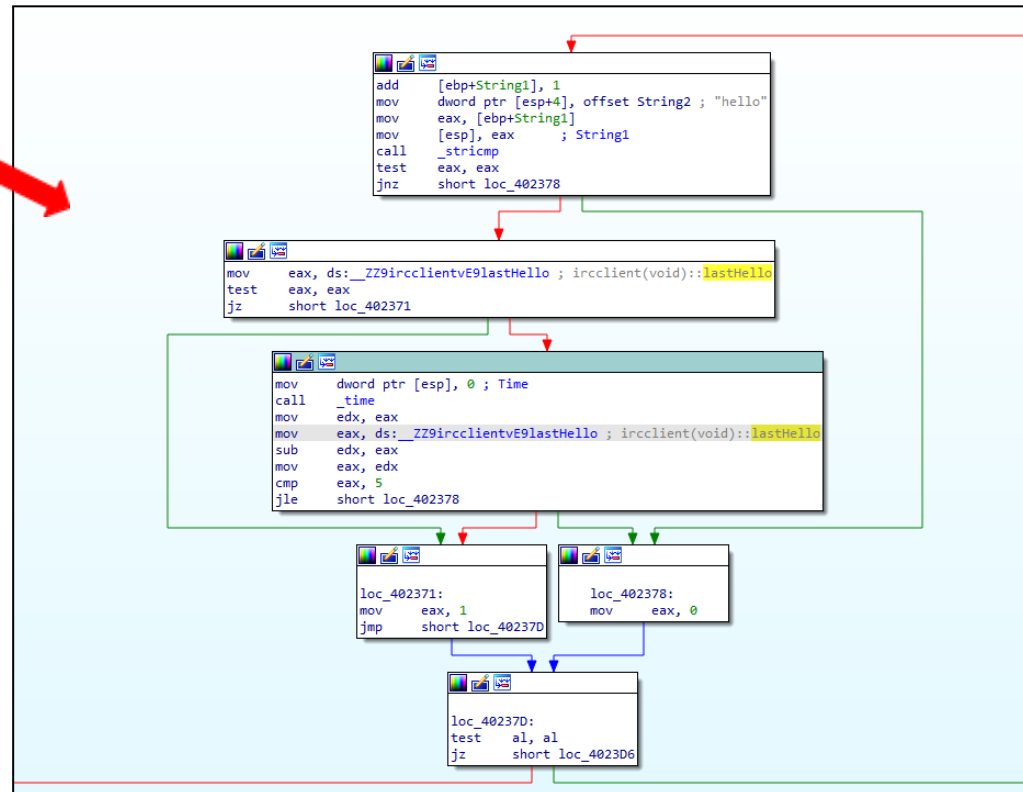 add [ebp+String1], 1
mov dword ptr [esp+4], offset String2 ; "hello"
mov eax, [ebp+String1]
mov [esp], eax ; String1
call _stricmp
test eax, eax
jnz short loc_402378
mov eax, ds:__ZZ9ircclientvE9lastHello ; ircclient(void)::lastHello
test eax, eax
jz short loc_402371
mov dword ptr [esp], 0 ; Time
call _time
mov edx, eax
mov eax, ds:__ZZ9ircclientvE9lastHello ; ircclient(void)::lastHello
sub edx, eax
mov eax, edx
cmp eax, 5
jle short loc_402378
loc_402371:
mov eax, 1
jmp short loc_40237D
loc_402378:
mov eax, 0
loc_40237D:
test al, al
jz short loc_4023D6